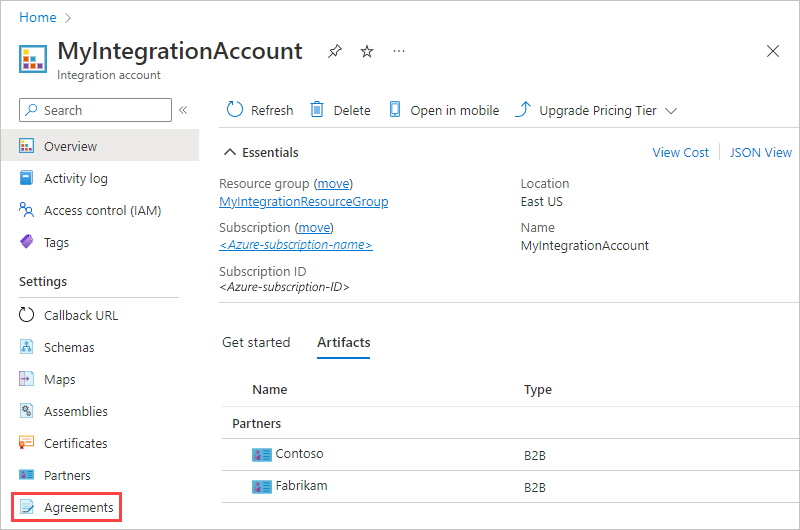 Home
MyIntegrationAccount
Integration account
Search
Overview
Activity log
Access control (IAM)
Tags
Settings
Callback URL
Schemas
Maps
Assemblies
Certificates
Partners
Agreements
Refresh Delete Open in mobile Upgrade Pricing Tier
Essentials View Cost JSON View
Resource group (move)
MyIntegrationResourceGroup
Subscription (move)
<Azure-subscription-name>
Subscription ID
<Azure-subscription-ID>
Location
East US
Name
MyIntegrationAccount
Get started Artifacts
Name Type
Partners
Contoso B2B
Fabrikam B2B